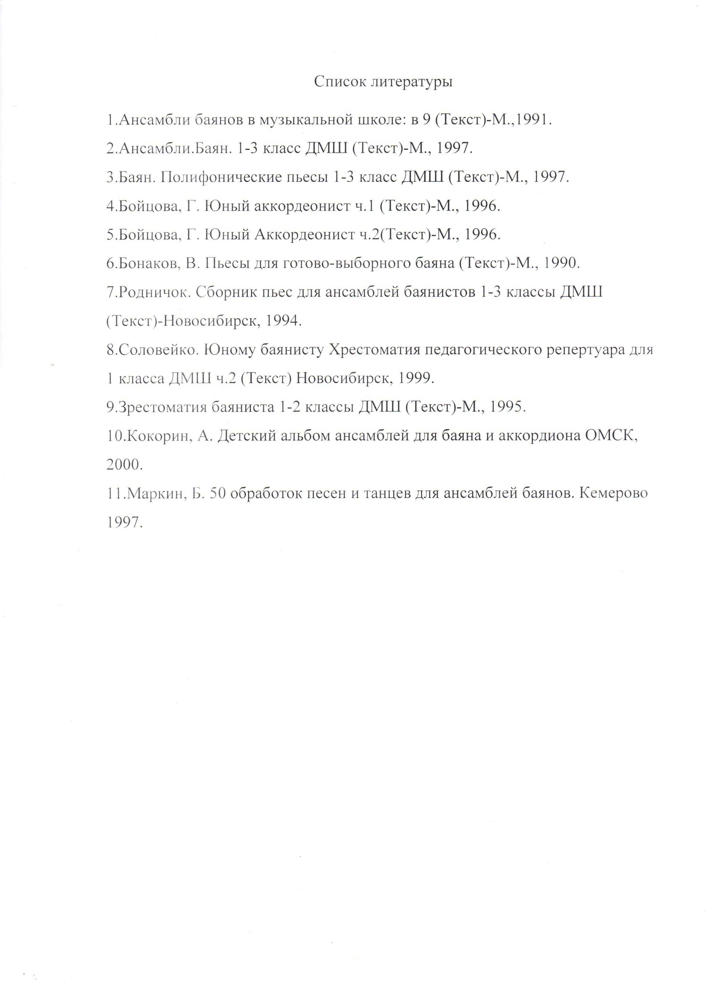 Список литературы
1.Ансамбли баянов в музыкальной школе: в 9 (Текст)-М.,1991.
2.Ансамбли.Баян. 1-3 класс ДМШ (Текст)-М., 1997.
3.Баян. Полифонические пьесы 1-3 класс ДМШ (Текст)-М., 1997.
4.Бойцова, Г. Юный аккордеонист ч.1 (Текст)-М., 1996.
5.Бойцова, Г. Юный Аккордеонист ч.2(Текст)-М., 1996.
6.Бонаков, В. Пьесы для готово-выборного баяна (Текст)-М., 1990.
7.Родничок. Сборник пьес для ансамблей баянистов 1-3 классы ДМШ
(Текст)-Новосибирск, 1994.
8.Соловейко. Юному баянисту Хрестоматия педагогического репертуара для
1 класса ДМШ ч.2 (Текст) Новосибирск, 1999.
9.Зрестоматия баяниста 1-2 классы ДМШ (Текст)-М., 1995.
10.Кокорин, А. Детский альбом ансамблей для баяна и аккордиона ОМСК,
2000.
11.Маркин, Б. 50 обработок песен и танцев для ансамблей баянов. Кемерово
1997.